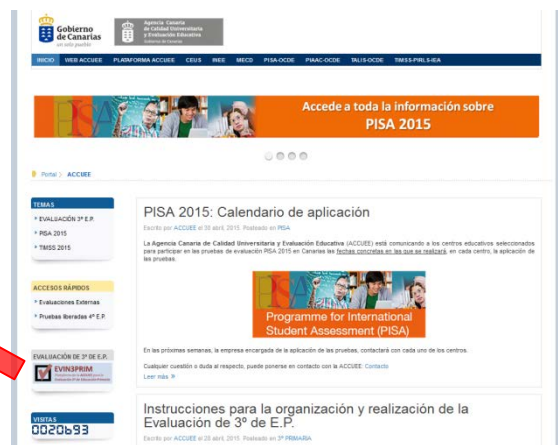 Gobierno
de Canarias
un solo pueblo
Agencia Canaria
de Calidad Universitaria
y Evaluación Educativa
Gobierno de Canarias
INICIO WEB ACCUEE PLATAFORMA ACCUEE CEUS INEE MECD PISA-OCDE PIAAC-OCDE TALIS-OCDE TIMSS-PIRLS-IEA
PISA
Accede a toda la información sobre
PISA 2015
Portal ACCUEE
TEMAS
EVALUACIÓN 3º E.P.
PISA 2015
TIMSS 2015
ACCESOS RÁPIDOS
Evaluaciones Externas
Pruebas liberadas 4º E.P.
EVALUACIÓN DE 3º DE E.P.
EVIN3PRIM
VISITAS
0020693
PISA 2015: Calendario de aplicación
Escrito por ACCUEE el 30 abril, 2015. Posteado en PISA
La Agencia Canaria de Calidad Universitaria y Evaluación Educativa (ACCUEE) está comunicando a los centros educativos seleccionados
para participar en las pruebas de evaluación PISA 2015 en Canarias las fechas concretas en las que se realizará, en cada centro, la aplicación de
las pruebas.
PISA
Programme for International
Student Assessment (PISA)
En las próximas semanas, la empresa encargada de la aplicación de las pruebas, contactará con cada uno de los centros.
Cualquier cuestión o duda al respecto, puede ponerse en contacto con la ACCUEE: Contacto
Leer más
Instrucciones para la organización y realización de la
Evaluación de 3º de E.P.
Escrito por ACCUEE el 28 abril, 2015. Posteado en 3º PRIMARIA